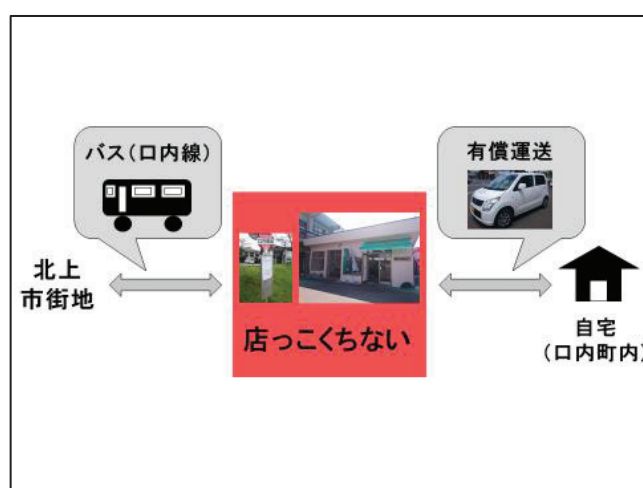 バス(口内線)
有償運送
北上
市街地
店っこくちない
自宅
(口内町内)